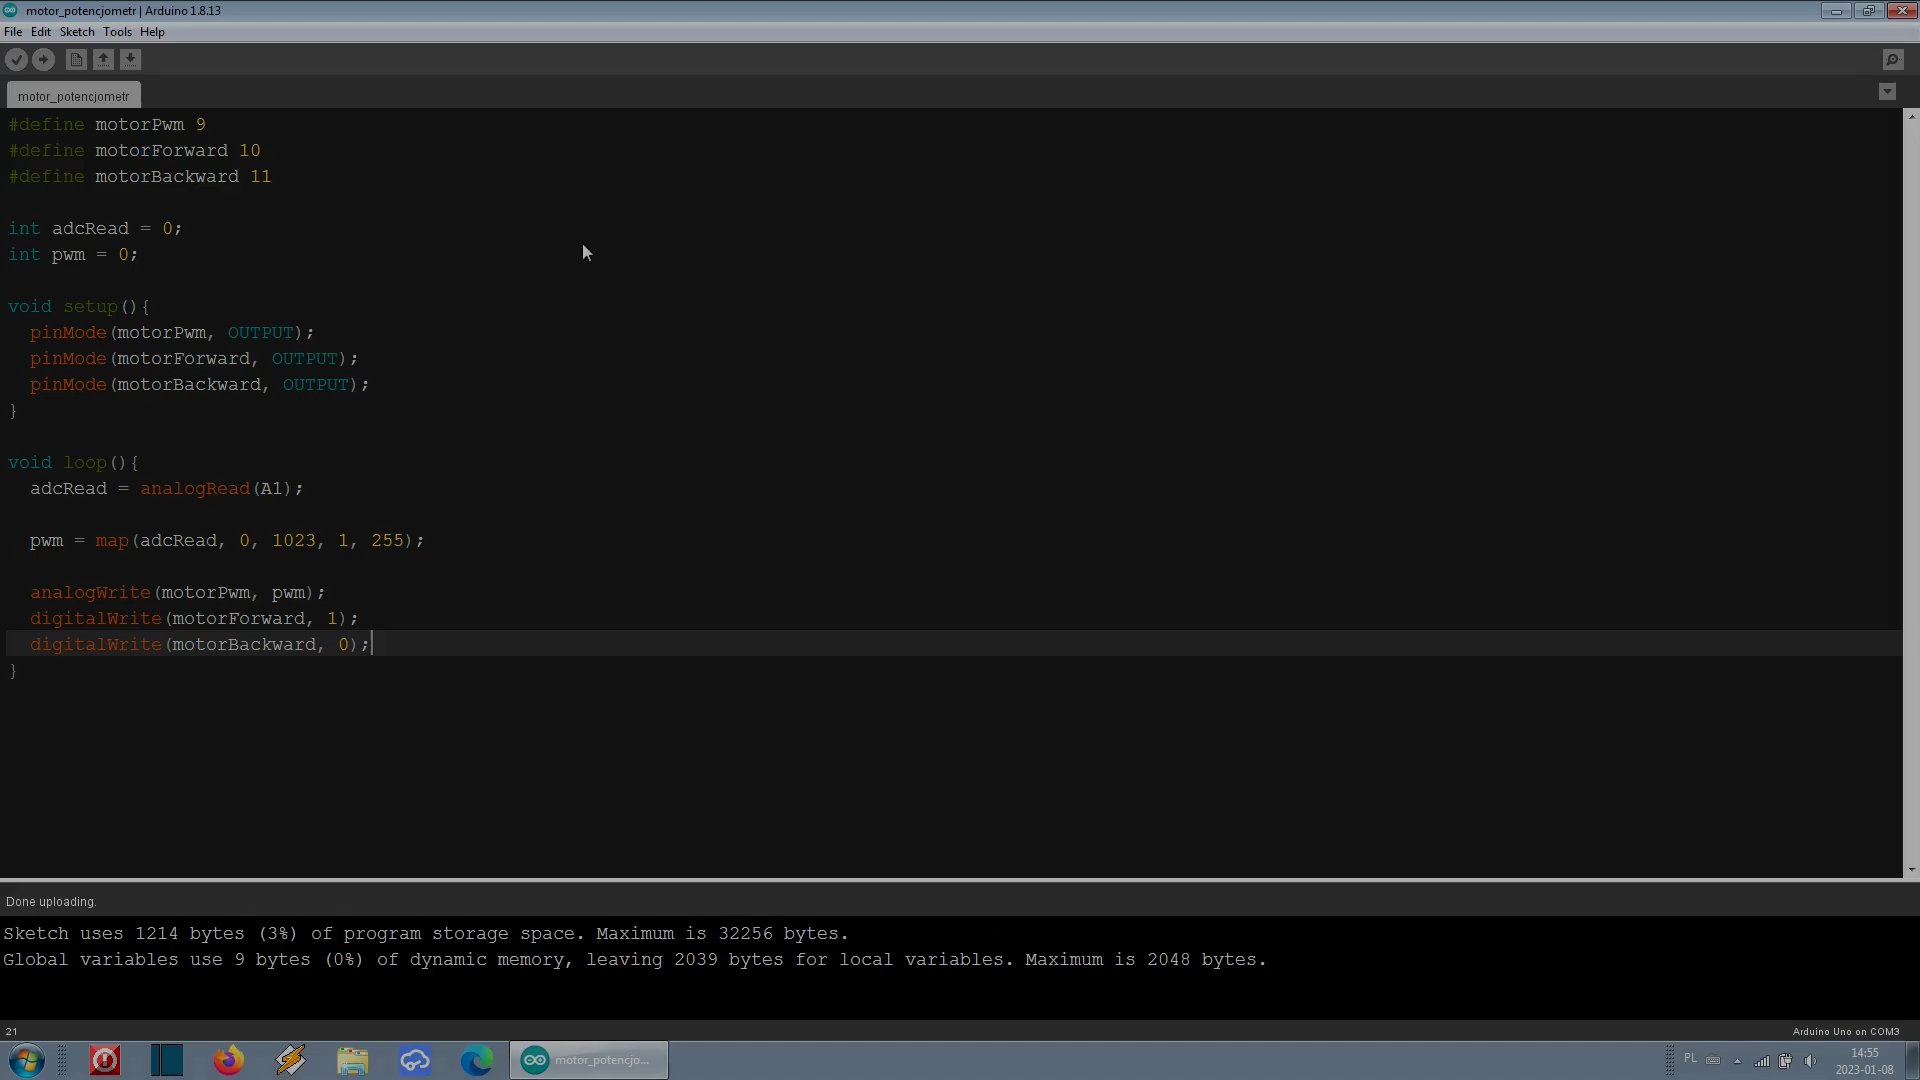 motor_potencjometr | Arduino 1.8.13
File Edit Sketch Tools Help
motor_potencjometr
#define motorPwm 9
#define motorForward 10
#define motorBackward 11
int adcRead = 0;
int pwm = 0;
void setup(){
pinMode(motorPwm, OUTPUT);
pinMode(motorForward, OUTPUT);
pinMode(motorBackward, OUTPUT);
}
void loop(){
adcRead = analogRead(A1);
pwm = map(adcRead, 0, 1023, 1, 255);
analogWrite(motorPwm, pwm);
digitalWrite(motorForward, 1);
digitalWrite(motorBackward, 0);
}
Done uploading.
Sketch uses 1214 bytes (3%) of program storage space. Maximum is 32256 bytes.
Global variables use 9 bytes (0%) of dynamic memory, leaving 2039 bytes for local variables. Maximum is 2048 bytes.
21 Arduino Uno on COM3
motor_potencjo... PL 14:55
2023-01-08